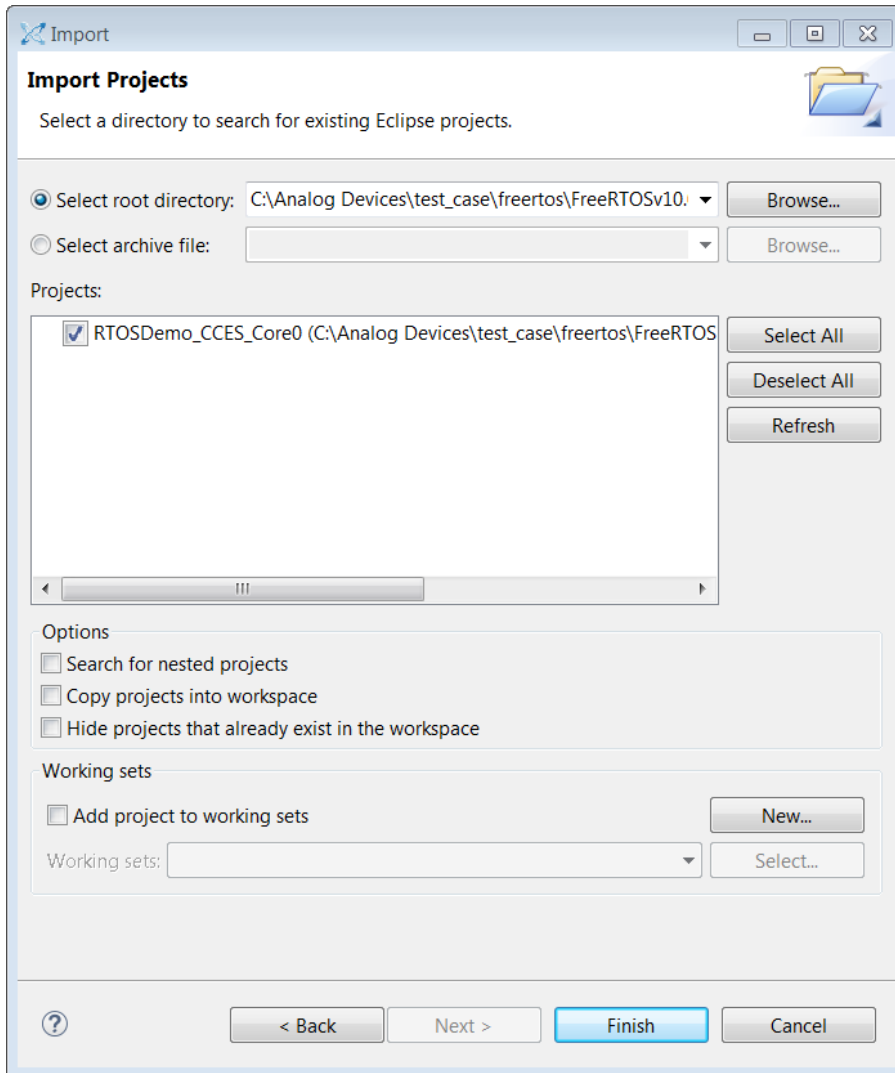 Import
Import Projects
Select a directory to search for existing Eclipse projects.
Select root directory: C:\Analog Devices\test_case\freertos\FreeRTOSv10. Browse...
Select archive file: Browse...
Projects:
RTOSDemo_CCES_Core0 (C:\Analog Devices\test_case\freertos\FreeRTOS
Select All
Deselect All
Refresh
Options
Search for nested projects
Copy projects into workspace
Hide projects that already exist in the workspace
Working sets
Add project to working sets New...
Working sets: Select...
? < Back Next > Finish Cancel